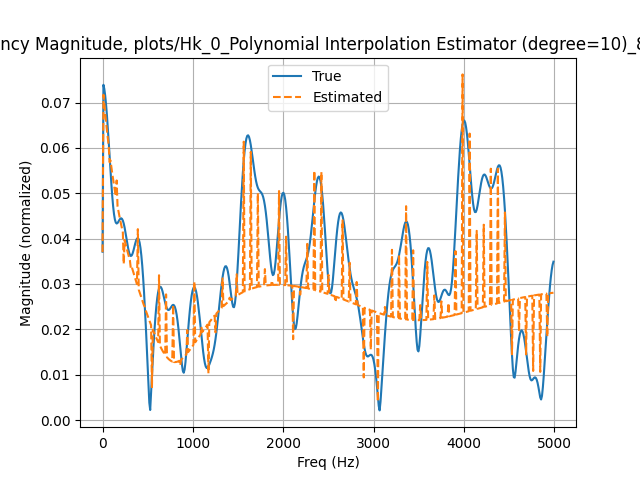 ncy Magnitude, plots/Hk_0_Polynomial Interpolation Estimator (degree=10)_8
True
Estimated
Magnitude (normalized)
0.07
0.06
0.05
0.04
0.03
0.02
0.01
0.00
0 1000 2000 3000 4000 5000
Freq (Hz)